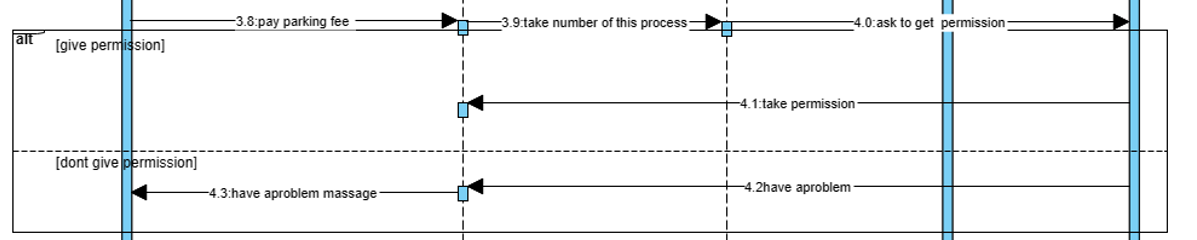 3.8:pay parking fee
3.9:take number of this process
4.0:ask to get permission
alt
[give permission]
4.1:take permission
[dont give permission]
4.2have aproblem
4.3:have aproblem massage